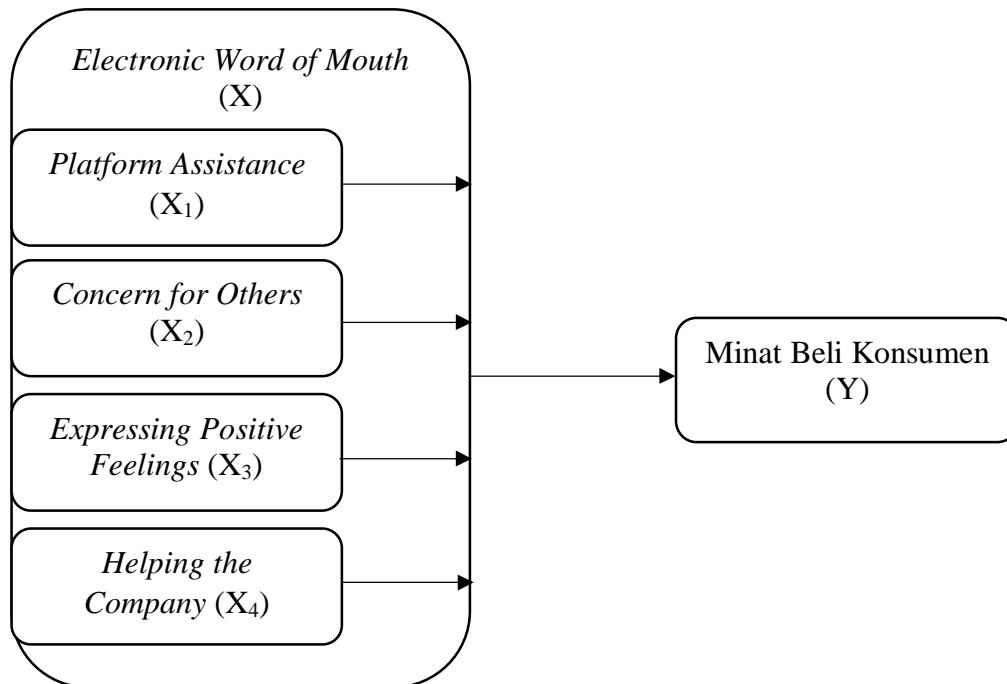 Electronic Word of Mouth
(X)
Platform Assistance
(X₁)
Concern for Others
(X₂)
Expressing Positive
Feelings (X₃)
Helping the
Company (X₄)
Minat Beli Konsumen
(Y)